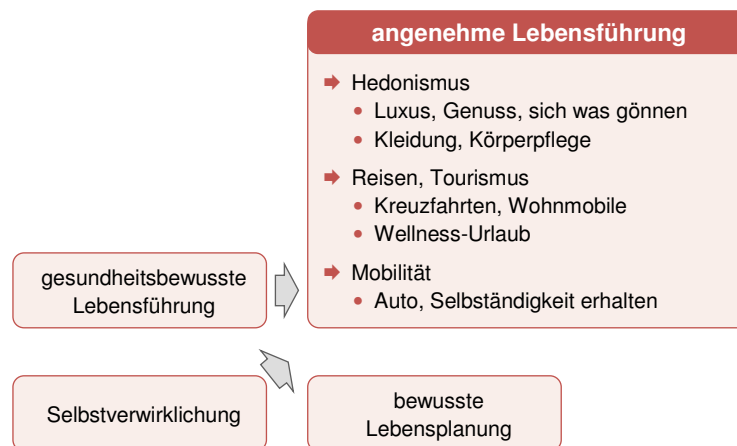 angenehme Lebensführung
Hedonismus
Luxus, Genuss, sich was gönnen
Kleidung, Körperpflege
Reisen, Tourismus
Kreuzfahrten, Wohnmobile
Wellness-Urlaub
Mobilität
Auto, Selbständigkeit erhalten
gesundheitsbewusste
Lebensführung
Selbstverwirklichung
bewusste
Lebensplanung